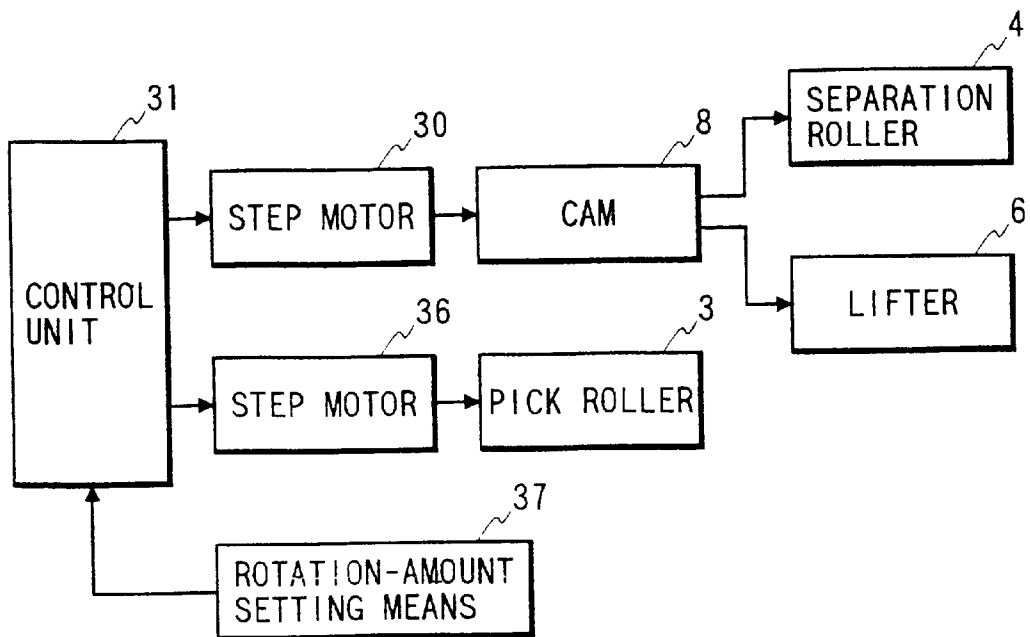 4
SEPARATION
ROLLER
31
30
8
STEP MOTOR
CAM
6
LIFTER
CONTROL
UNIT
36
3
STEP MOTOR
PICK ROLLER
37
ROTATION-AMOUNT
SETTING MEANS